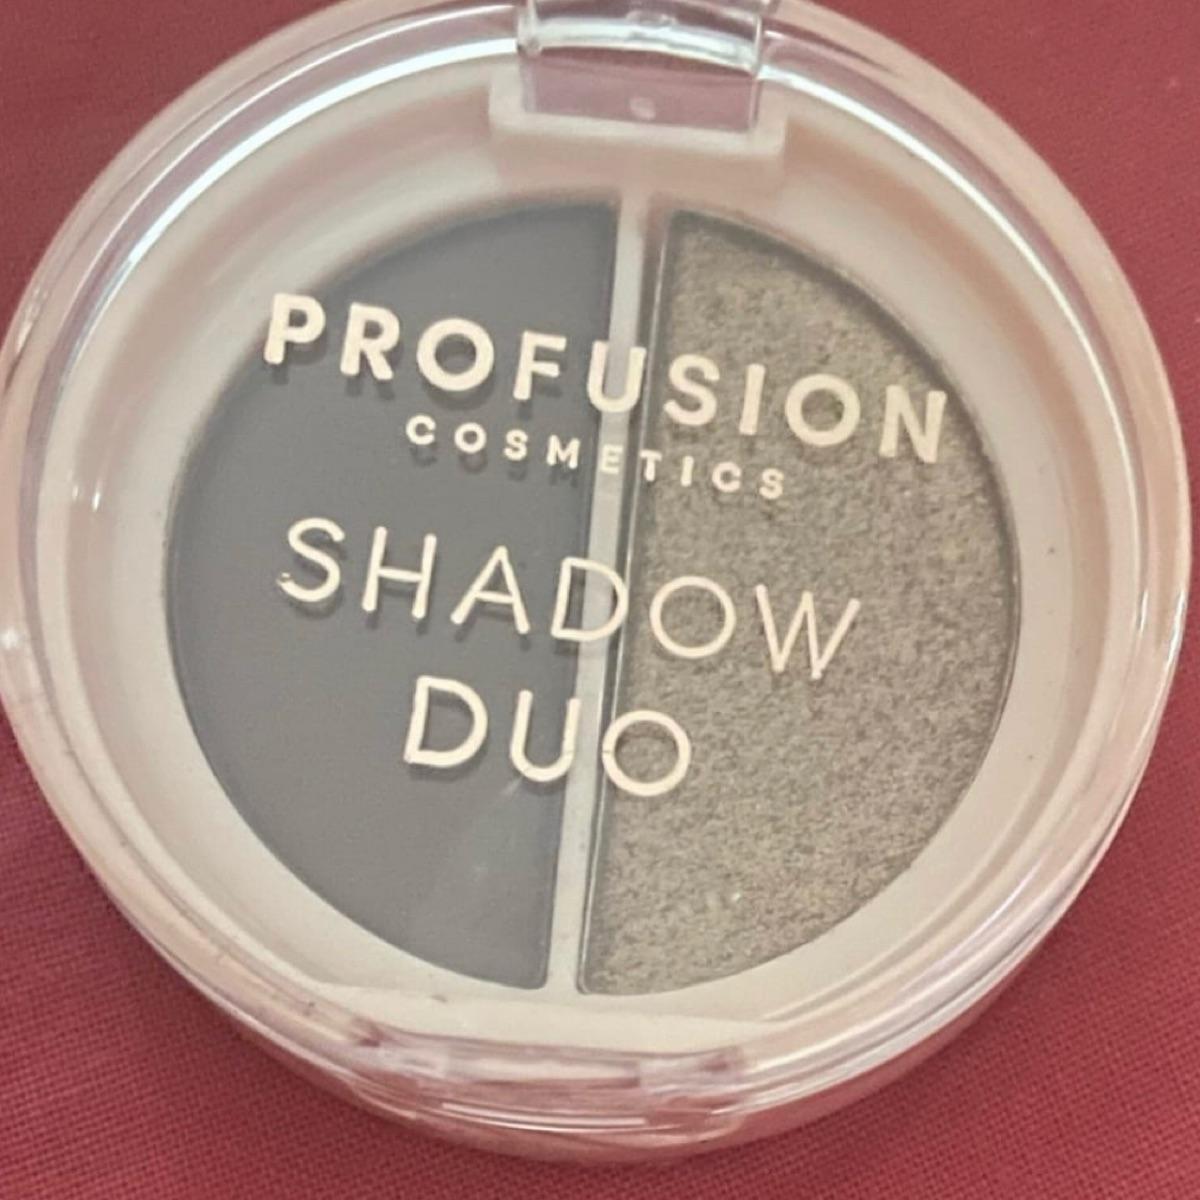 PROFUSION
COSMETICS
SHADOW
DUO